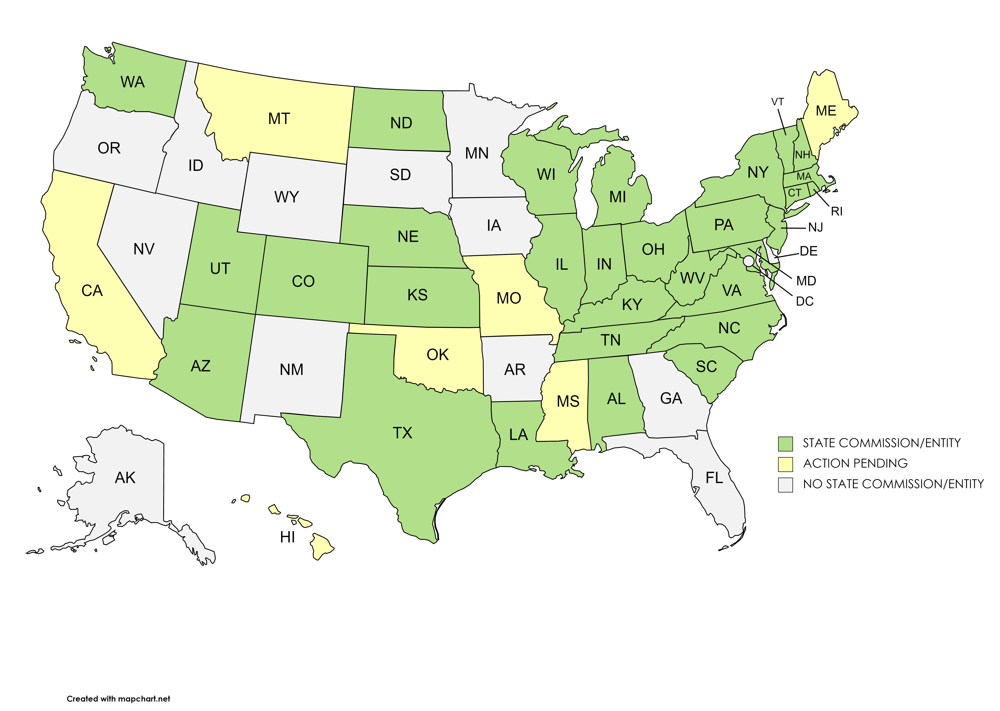 WA
MT
ND
MN
OR
ID
SD
WY
WI
MI
VT
ME
NH
NY
MA
CT
RI
NJ
PA
DE
MD
DC
NV
UT
CO
NE
IA
KS
MO
IL
IN
OH
WV
VA
KY
CA
AZ
NM
OK
AR
TN
NC
SC
TX
LA
MS
AL
GA
FL
AK
HI
STATE COMMISSION/ENTITY
ACTION PENDING
NO STATE COMMISSION/ENTITY
Created with mapchart.net